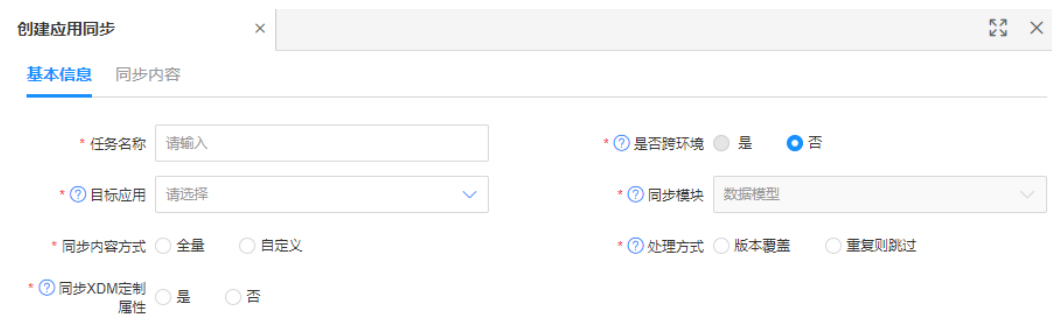 创建应用同步
基本信息 同步内容
* 任务名称 请输入 * 是否跨环境 是 否
* 目标应用 请选择 * 同步模块 数据模型
* 同步内容方式 全量 自定义 * 处理方式 版本覆盖 重复则跳过
* 同步XDM定制
属性 是 否